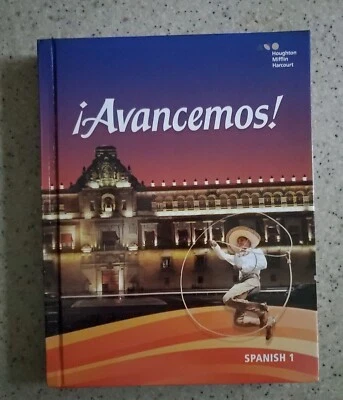 Houghton
Mifflin
Harcourt
¡Avancemos!
SPANISH 1